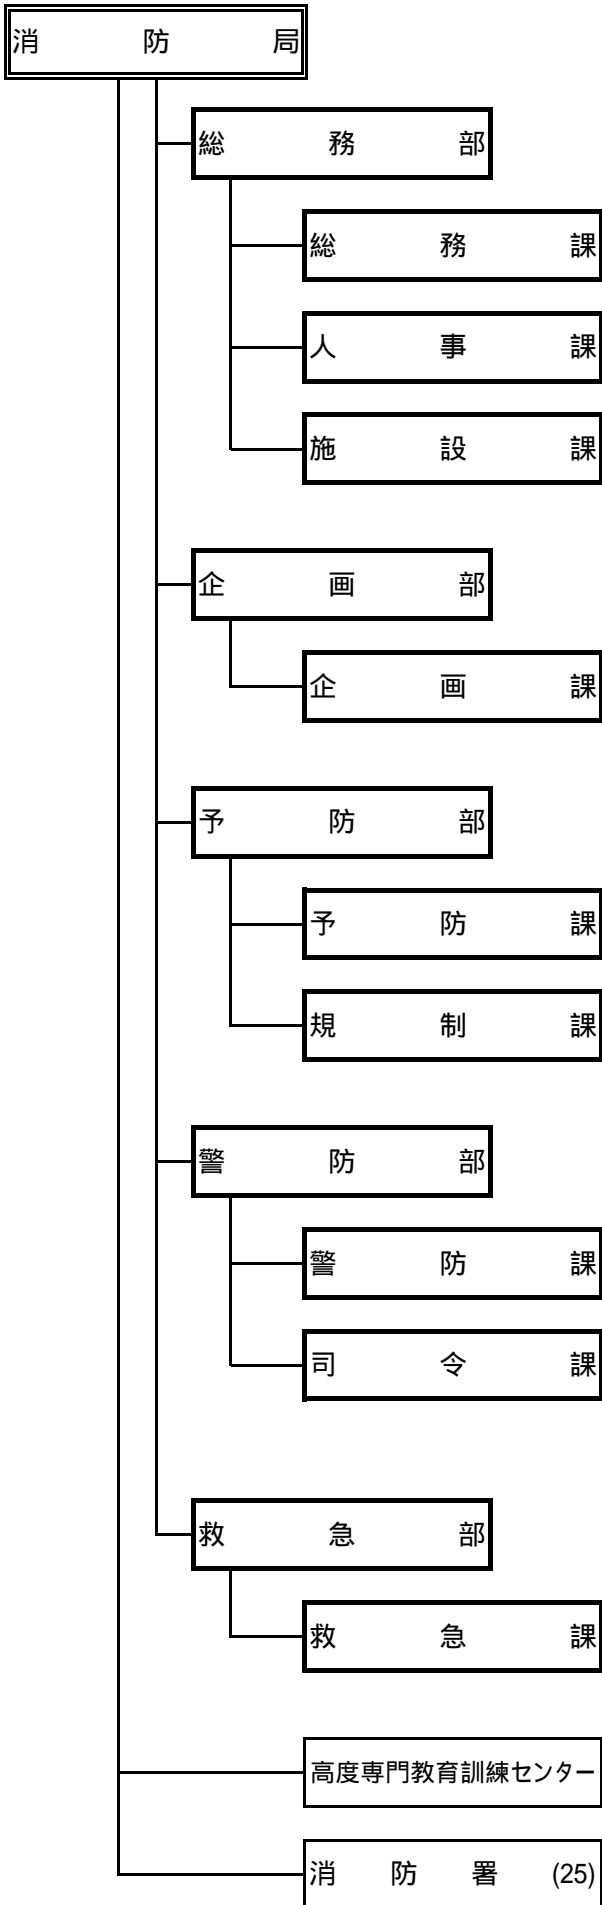 消防局
総務部
総務課
人事課
施設課
企画部
企画課
予防部
予防課
規制課
警防部
警防課
司令課
救急部
救急課
高度専門教育訓練センター
消防署(25)